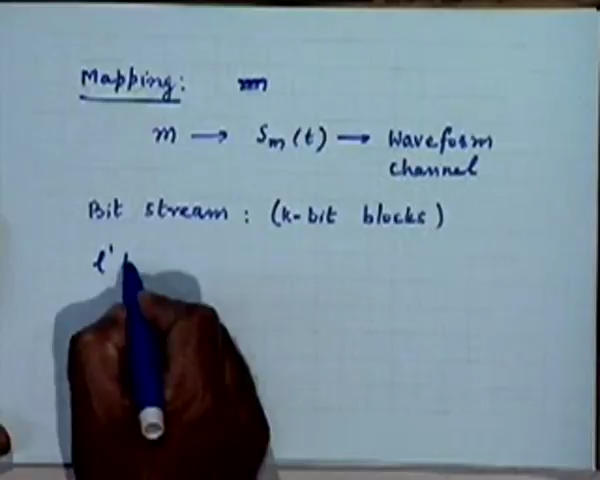 Mapping: m
m → Sm(t) → Waveform
channel
Bit stream : (k-bit blocks)